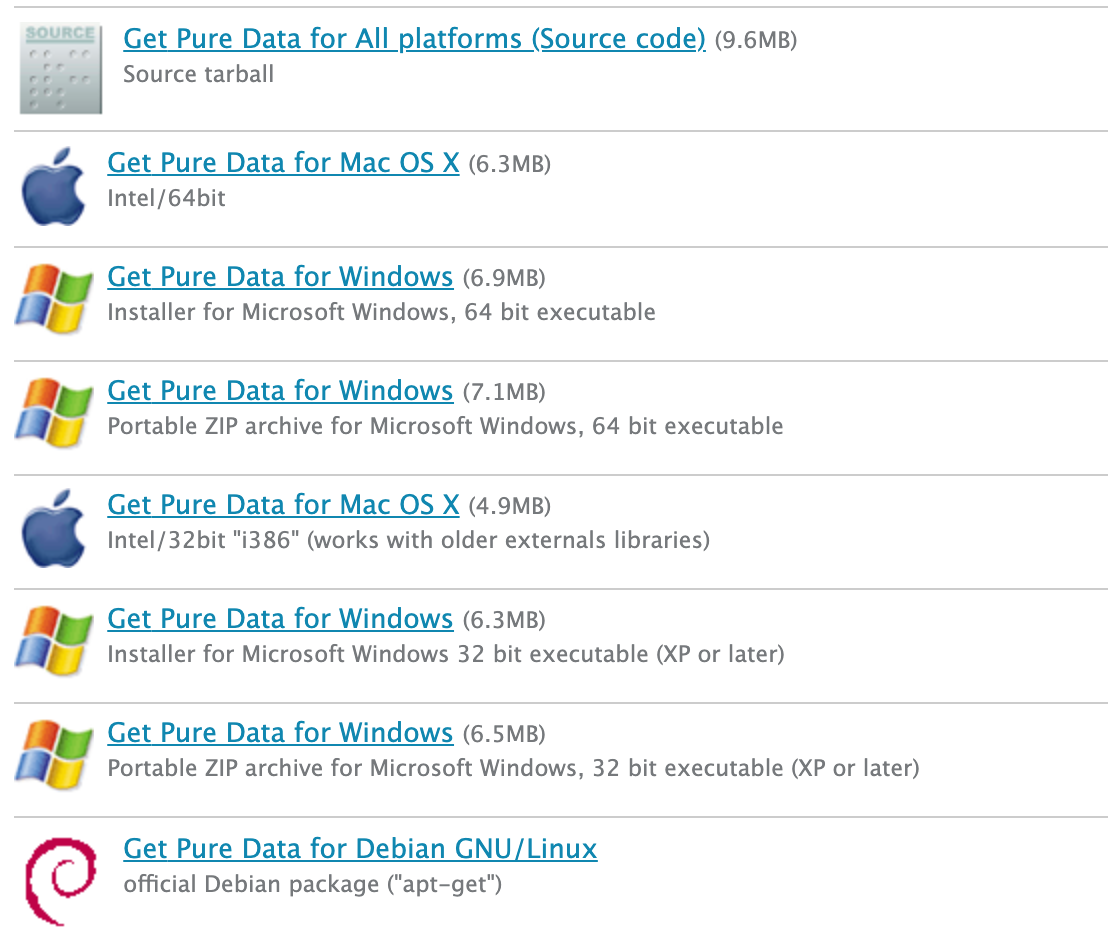 SOURCE
Get Pure Data for All platforms (Source code) (9.6MB)
Source tarball
Get Pure Data for Mac OS X (6.3MB)
Intel/64bit
Get Pure Data for Windows (6.9MB)
Installer for Microsoft Windows, 64 bit executable
Get Pure Data for Windows (7.1MB)
Portable ZIP archive for Microsoft Windows, 64 bit executable
Get Pure Data for Mac OS X (4.9MB)
Intel/32bit "i386" (works with older externals libraries)
Get Pure Data for Windows (6.3MB)
Installer for Microsoft Windows 32 bit executable (XP or later)
Get Pure Data for Windows (6.5MB)
Portable ZIP archive for Microsoft Windows, 32 bit executable (XP or later)
Get Pure Data for Debian GNU/Linux
official Debian package ("apt-get")